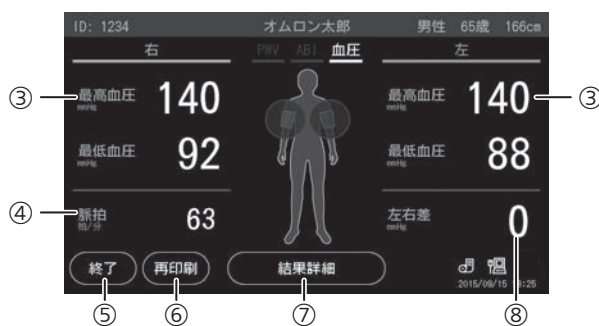 ID: 1234 オムロン太郎 男性 65歳 166cm
右 PWV ABI 血圧 左
③ 最高血圧 mmHg 140 最高血圧 mmHg 140 ③
最低血圧 mmHg 92 最低血圧 mmHg 88
④ 脈拍 拍/分 63 左右差 mmHg 0
終了 再印刷 結果詳細
2015/09/15
⑤ ⑥ ⑦ ⑧